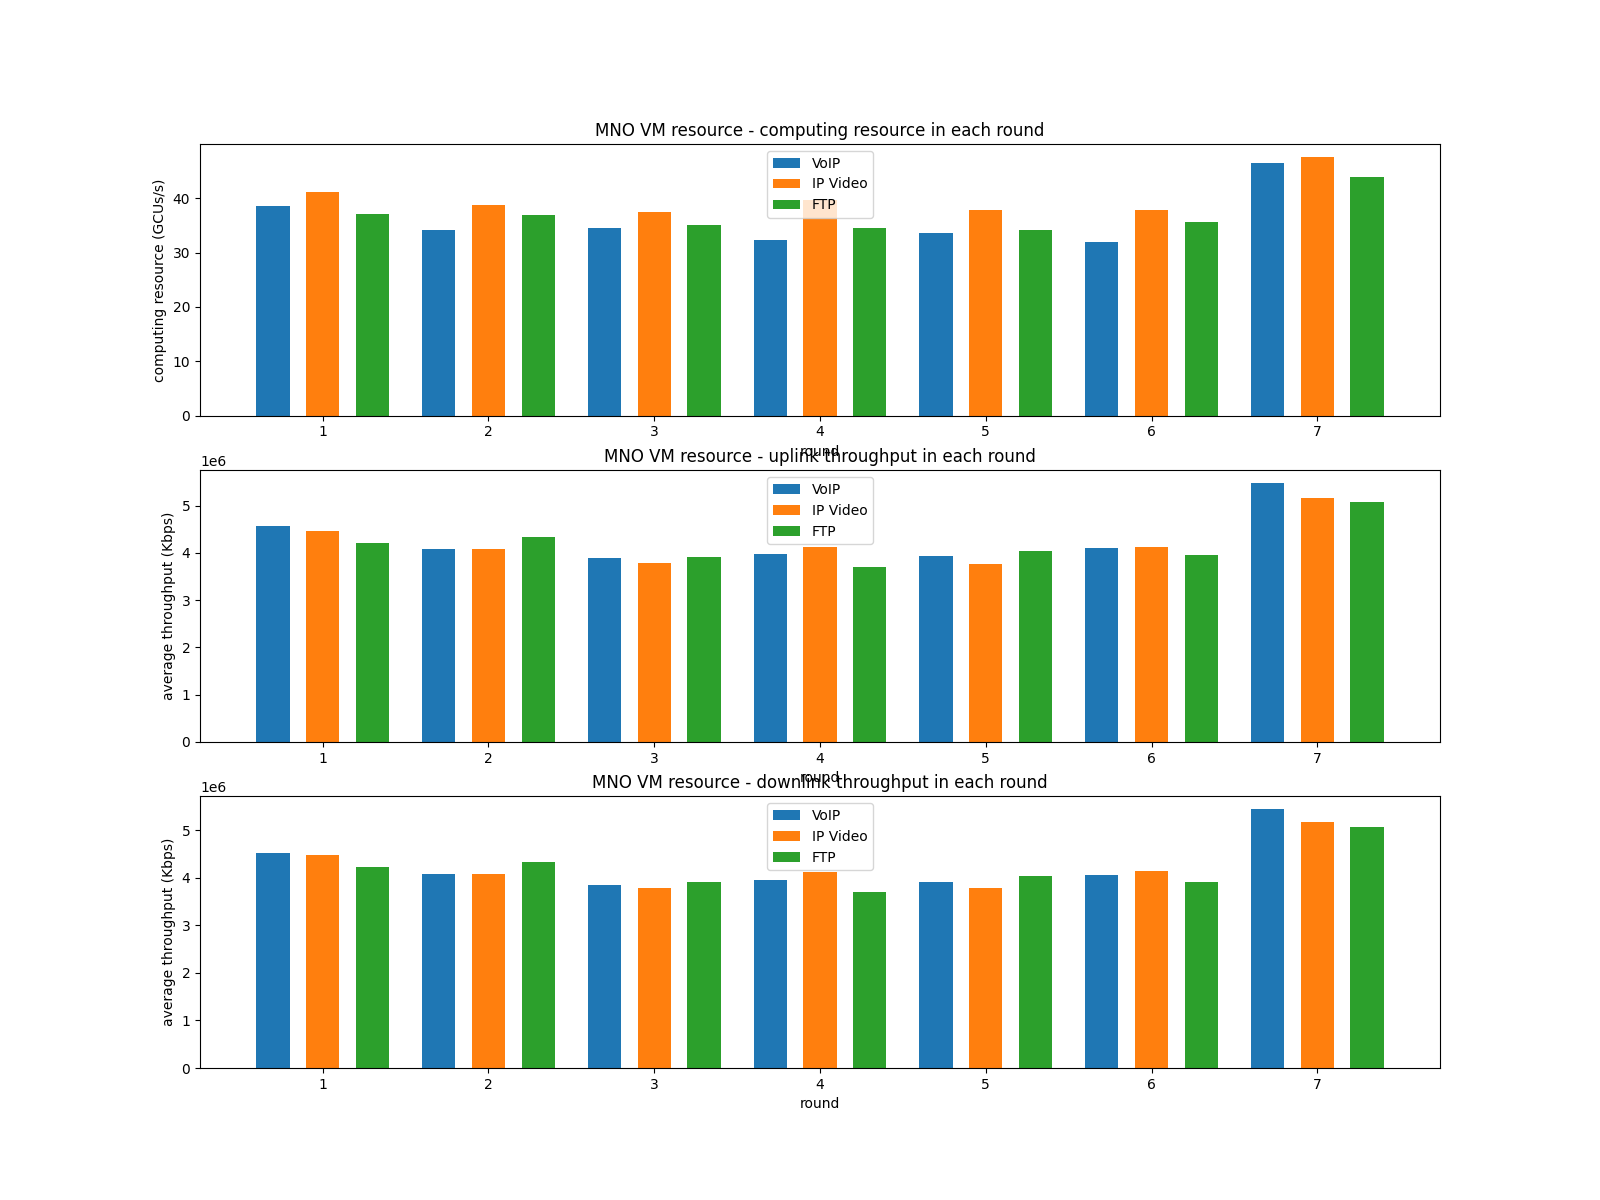 MNO VM resource - computing resource in each round
computing resource (GCUs/s)
40
30
20
10
0
VoIP
IP Video
FTP
1 2 3 4 5 6 7
round
MNO VM resource - uplink throughput in each round
1e6
average throughput (Kbps)
5
4
3
2
1
0
VoIP
IP Video
FTP
1 2 3 4 5 6 7
round
MNO VM resource - downlink throughput in each round
1e6
average throughput (Kbps)
5
4
3
2
1
0
VoIP
IP Video
FTP
1 2 3 4 5 6 7
round